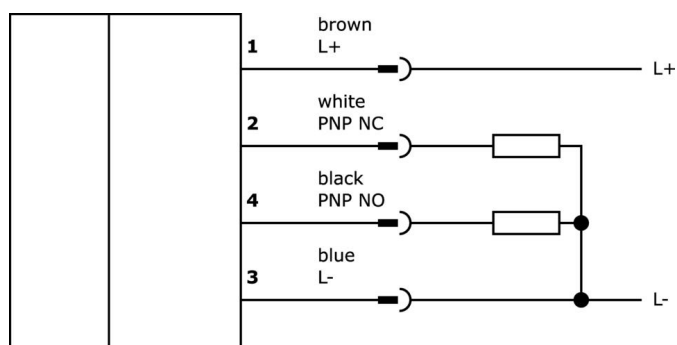 brown
1
L+
L+
white
2
PNP NC
black
4
PNP NO
blue
3
L-
L-